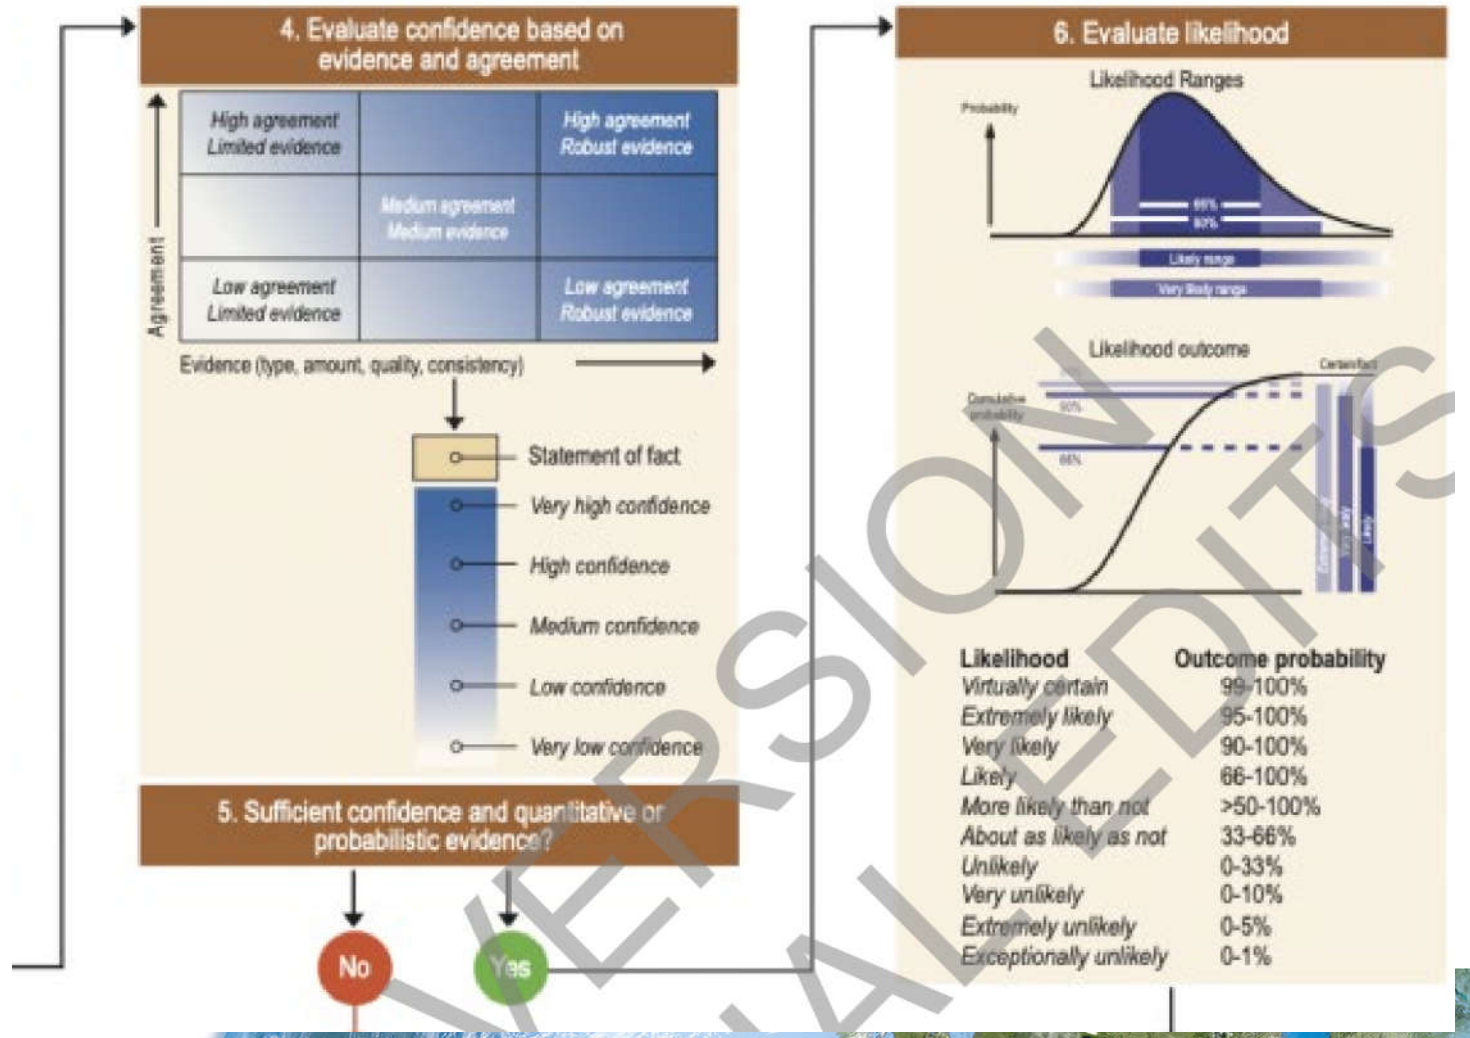 4. Evaluate confidence based on
evidence and agreement
High agreement
Limited evidence
High agreement
Robust evidence
Medium agreement
Medium evidence
Low agreement
Limited evidence
Low agreement
Robust evidence
Agreement
Evidence (type, amount, quality, consistency)
Statement of fact
Very high confidence
High confidence
Medium confidence
Low confidence
Very low confidence
5. Sufficient confidence and quantitative or
probabilistic evidence?
No
Yes
6. Evaluate likelihood
Likelihood Ranges
Probability
66%
90%
Likely range
Very likely range
Likelihood outcome
Certain/fact
Cumulative
probability
90%
66%
Very likely
Likely
Likelihood Outcome probability
Virtually certain 99-100%
Extremely likely 95-100%
Very likely 90-100%
Likely 66-100%
More likely than not >50-100%
About as likely as not 33-66%
Unlikely 0-33%
Very unlikely 0-10%
Extremely unlikely 0-5%
Exceptionally unlikely 0-1%
VERSION
EDITS